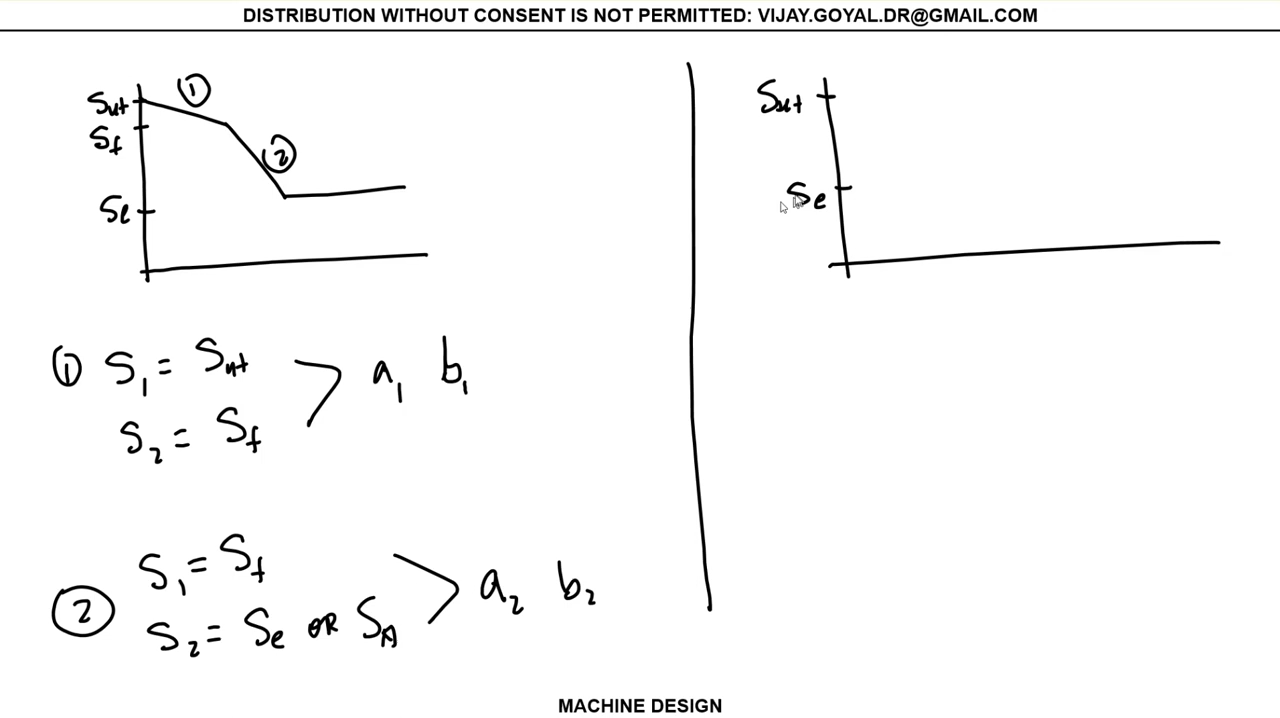 DISTRIBUTION WITHOUT CONSENT IS NOT PERMITTED: VIJAY.GOYAL.DR@GMAIL.COM
Sut
Sf
Se
①
②
① S1 = Sut
S2 = Sf
a1 b1
② S1 = Sf
S2 = Se OR SA
a2 b2
Sut
Se
MACHINE DESIGN